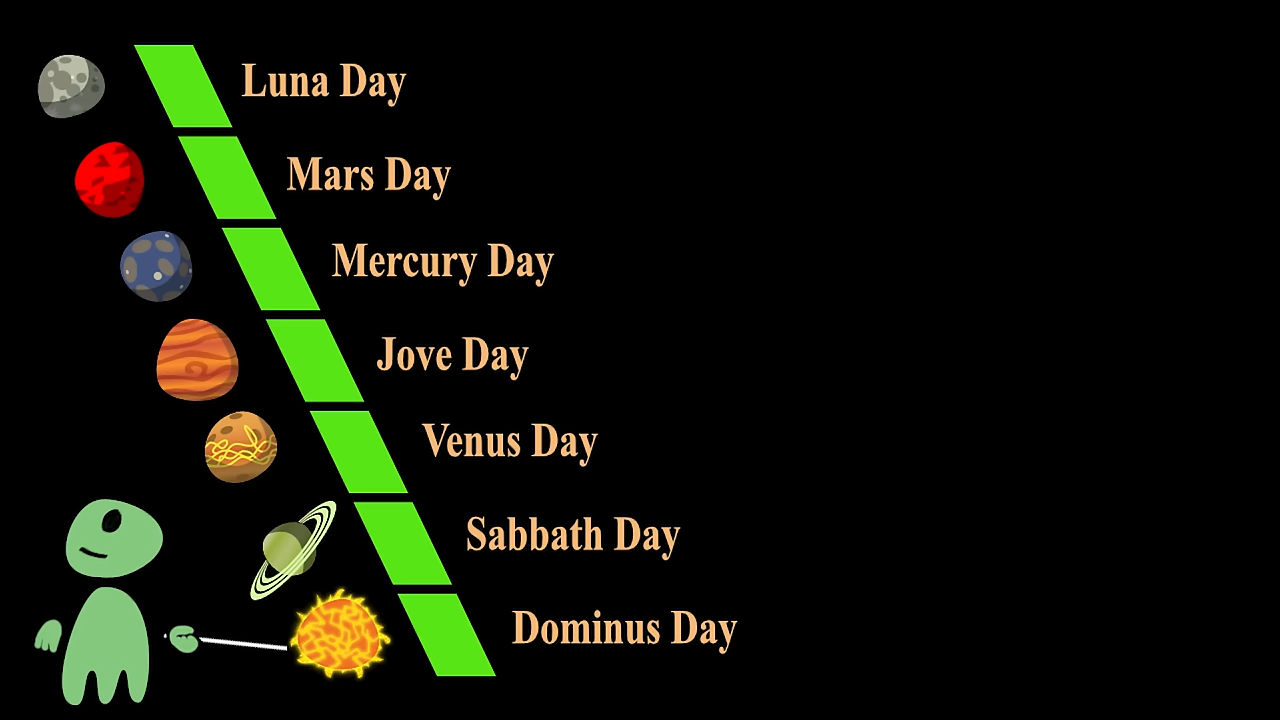 Luna Day
Mars Day
Mercury Day
Jove Day
Venus Day
Sabbath Day
Dominus Day